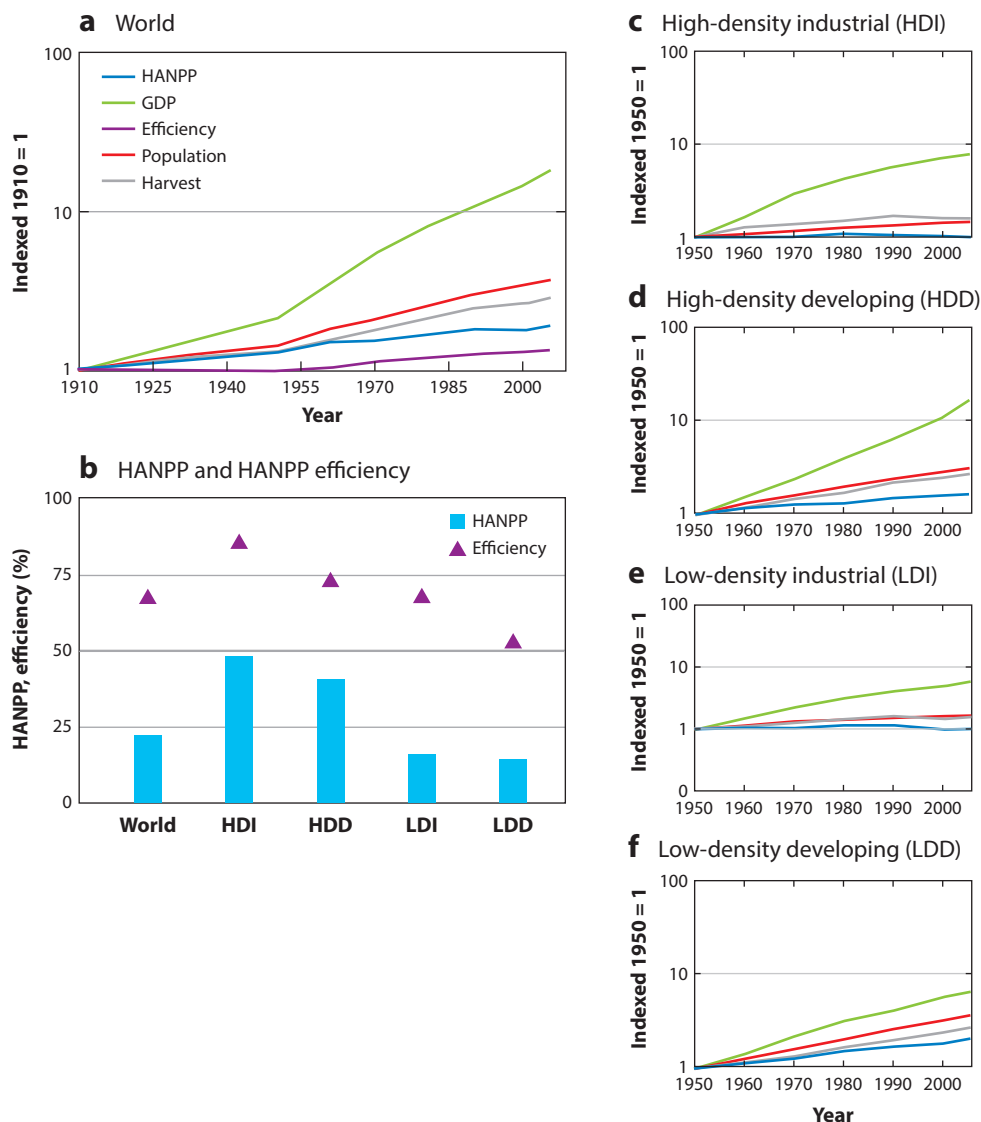 a World
100
10
1
Indexed 1910 = 1
HANPP
GDP
Efficiency
Population
Harvest
1910 1925 1940 1955 1970 1985 2000
Year
b HANPP and HANPP efficiency
100
75
50
25
0
HANPP, efficiency (%)
HANPP
Efficiency
World HDI HDD LDI LDD
c High-density industrial (HDI)
100
10
1
Indexed 1950 = 1
1950 1960 1970 1980 1990 2000
d High-density developing (HDD)
100
10
1
Indexed 1950 = 1
1950 1960 1970 1980 1990 2000
e Low-density industrial (LDI)
100
10
1
0
Indexed 1950 = 1
1950 1960 1970 1980 1990 2000
f Low-density developing (LDD)
100
10
1
Indexed 1950 = 1
1950 1960 1970 1980 1990 2000
Year